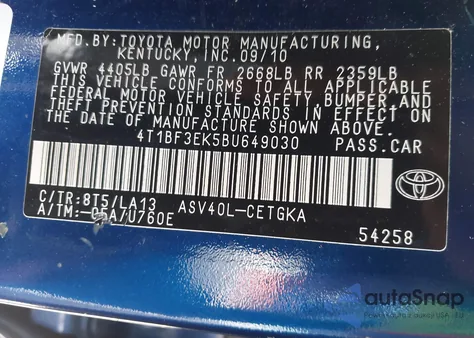 MFD.BY:TOYOTA MOTOR MANUFACTURING,
KENTUCKY,INC.09/10
GVWR 4405LB GAWR FR 2668LB RR 2359LB
THIS VEHICLE CONFORMS TO ALL APPLICABLE
FEDERAL MOTOR VEHICLE SAFETY,BUMPER,AND
THEFT PREVENTION STANDARDS IN EFFECT ON
THE DATE OF MANUFACTURE SHOWN ABOVE.
4T1BF3EK5BU649030 PASS.CAR
C/TR:8T5/LA13 ASV40L-CETGKA
A/TM:-05A/U760E
TOYOTA
54258
autoSnap